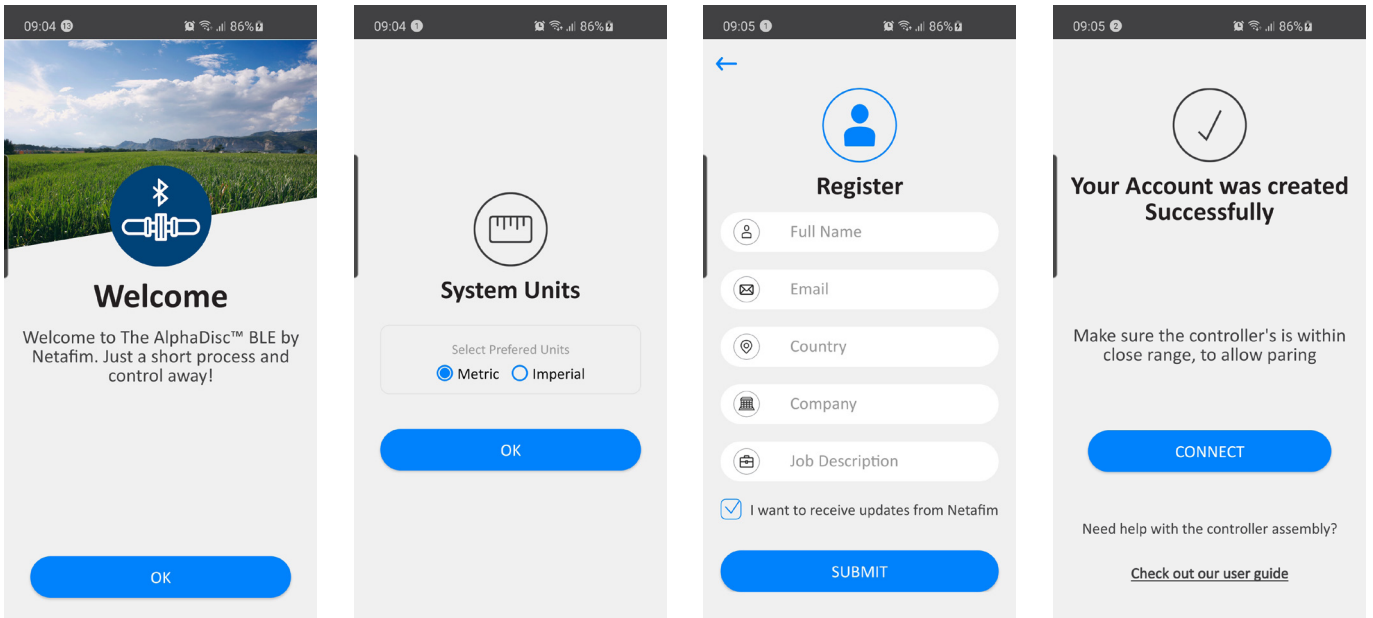 09:04 13 86%
Welcome
Welcome to The AlphaDisc™ BLE by
Netafim. Just a short process and
control away!
OK
09:04 1 86%
System Units
Select Prefered Units
Metric Imperial
OK
09:05 1 86%
Register
Full Name
Email
Country
Company
Job Description
I want to receive updates from Netafim
SUBMIT
09:05 2 86%
Your Account was created
Successfully
Make sure the controller's is within
close range, to allow paring
CONNECT
Need help with the controller assembly?
Check out our user guide